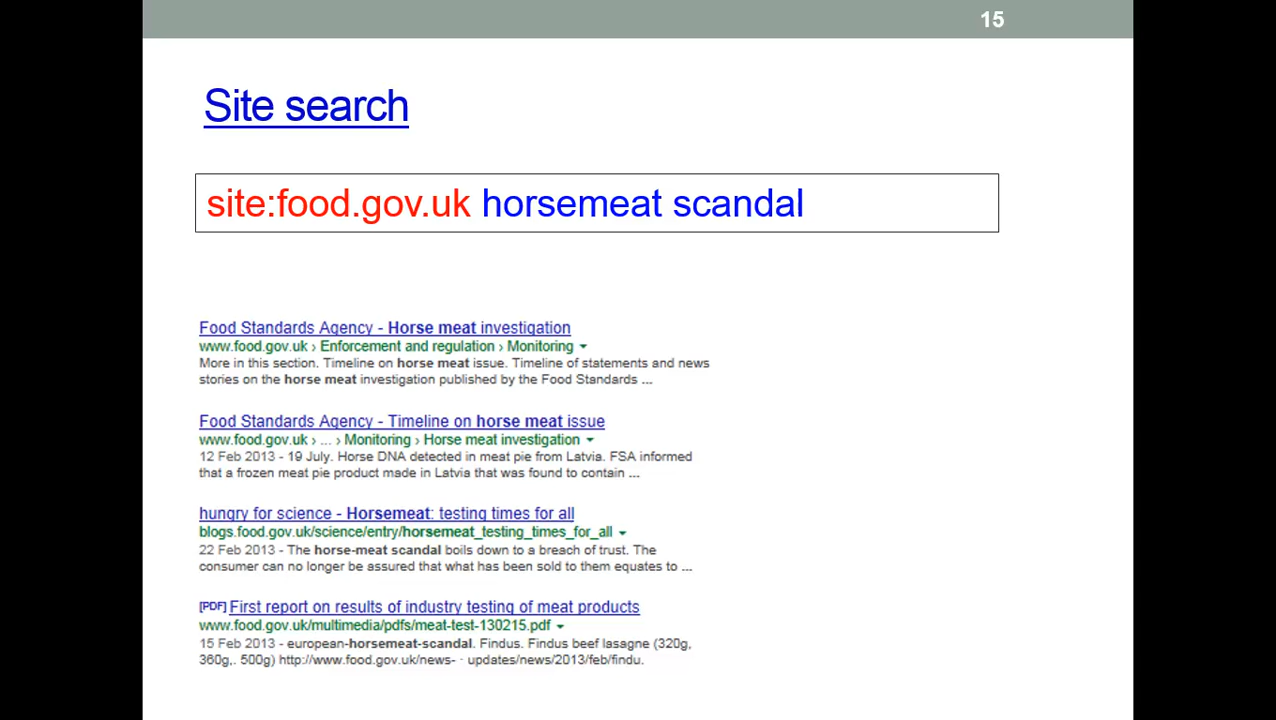 15
Site search
site:food.gov.uk horsemeat scandal
Food Standards Agency - Horse meat investigation
www.food.gov.uk › Enforcement and regulation › Monitoring
More in this section. Timeline on horse meat issue. Timeline of statements and news
stories on the horse meat investigation published by the Food Standards ...
Food Standards Agency - Timeline on horse meat issue
www.food.gov.uk › ... › Monitoring › Horse meat investigation
12 Feb 2013 - 19 July. Horse DNA detected in meat pie from Latvia. FSA informed
that a frozen meat pie product made in Latvia that was found to contain ...
hungry for science - Horsemeat: testing times for all
blogs.food.gov.uk/science/entry/horsemeat_testing_times_for_all
22 Feb 2013 - The horse-meat scandal boils down to a breach of trust. The
consumer can no longer be assured that what has been sold to them equates to ...
[PDF] First report on results of industry testing of meat products
www.food.gov.uk/multimedia/pdfs/meat-test-130215.pdf
15 Feb 2013 - european-horsemeat-scandal. Findus. Findus beef lasagne (320g,
360g,. 500g) http://www.food.gov.uk/news- · updates/news/2013/feb/findu.